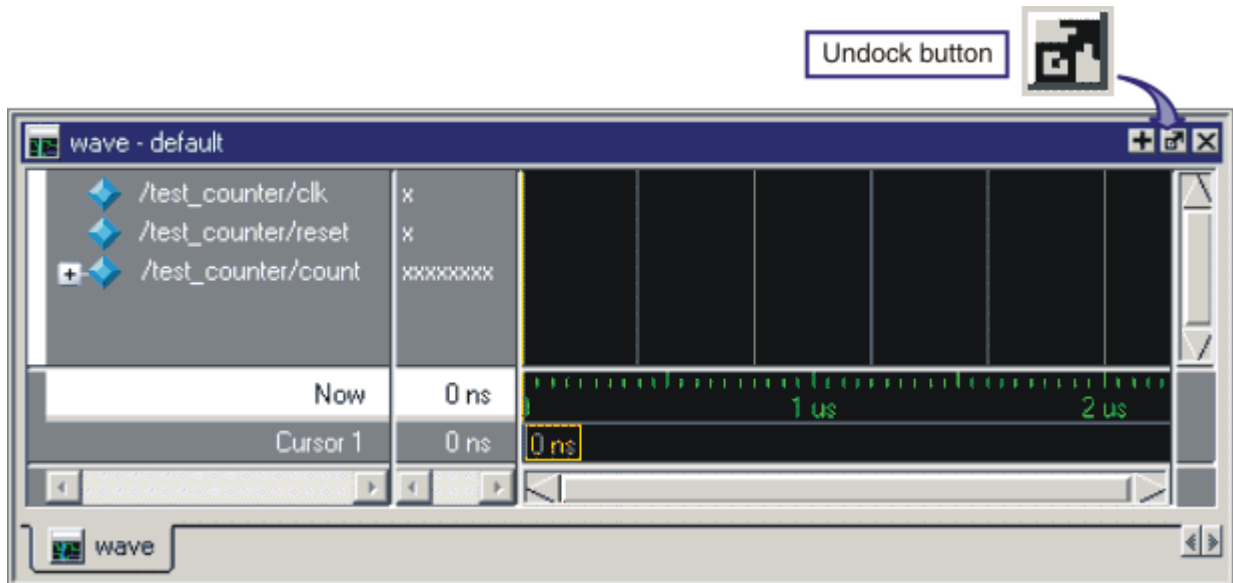 Undock button
wave - default
/test_counter/clk x
/test_counter/reset x
/test_counter/count xxxxxxxx
Now 0 ns
1 us 2 us
Cursor 1 0 ns 0 ns
wave